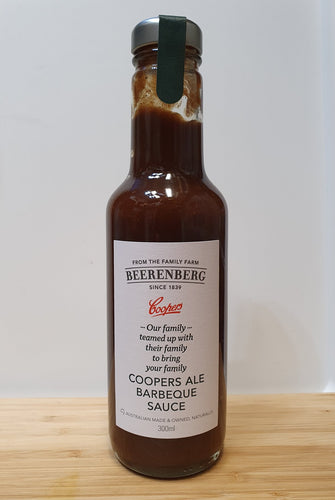 FROM THE FAMILY FARM
BEERENBERG
SINCE 1839
Coopers
– Our family –
teamed up with
their family
to bring
your family
COOPERS ALE
BARBEQUE
SAUCE
AUSTRALIAN MADE & OWNED, NATURALLY
300ml